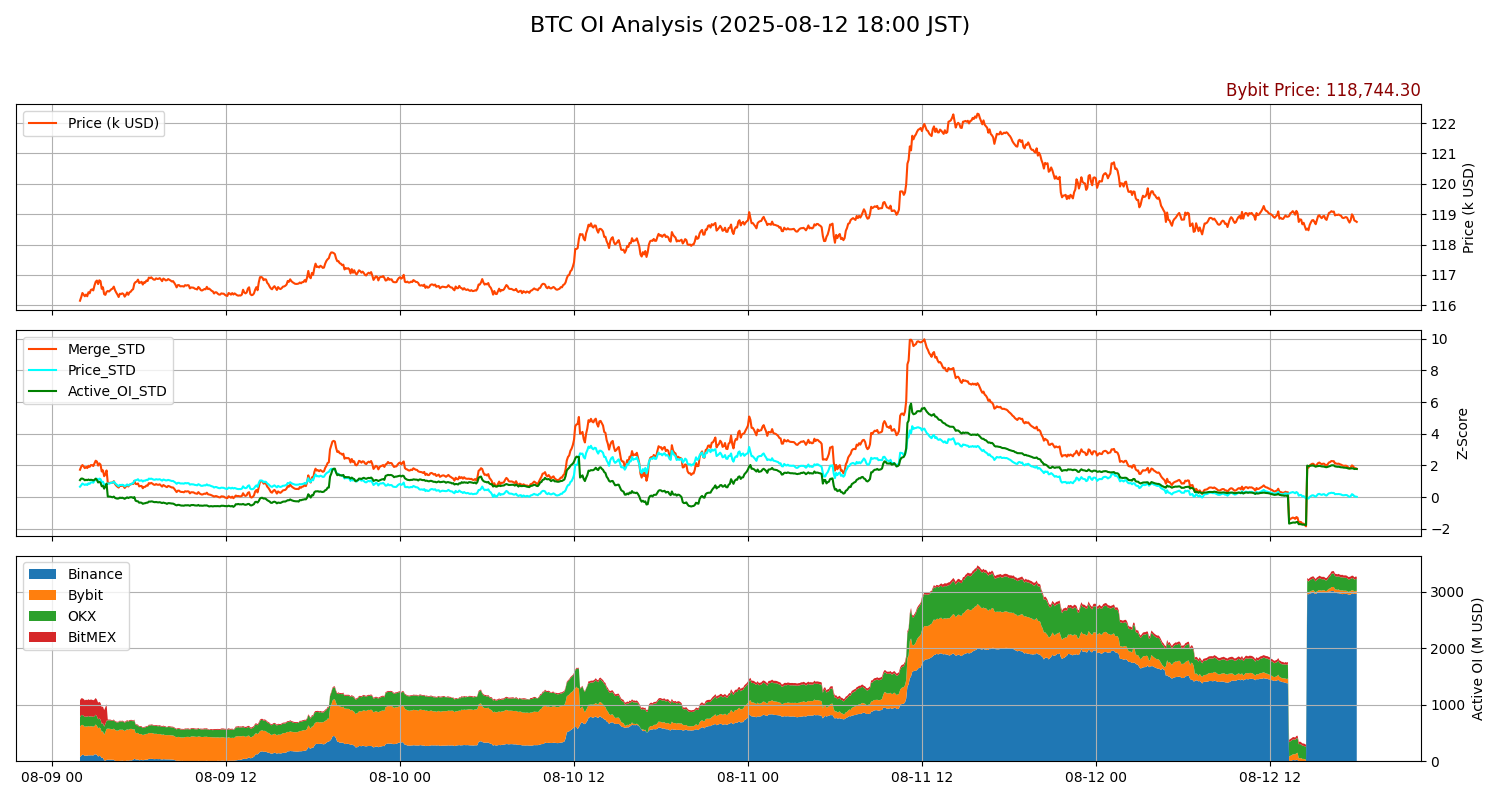 BTC OI Analysis (2025-08-12 18:00 JST)
Bybit Price: 118,744.30
Price (k USD)
122
121
120
119
118
117
116
Price (k USD)
Merge_STD
Price_STD
Active_OI_STD
10
8
6
4
2
0
−2
Z-Score
Binance
Bybit
OKX
BitMEX
3000
2000
1000
0
Active OI (M USD)
08-09 00
08-09 12
08-10 00
08-10 12
08-11 00
08-11 12
08-12 00
08-12 12